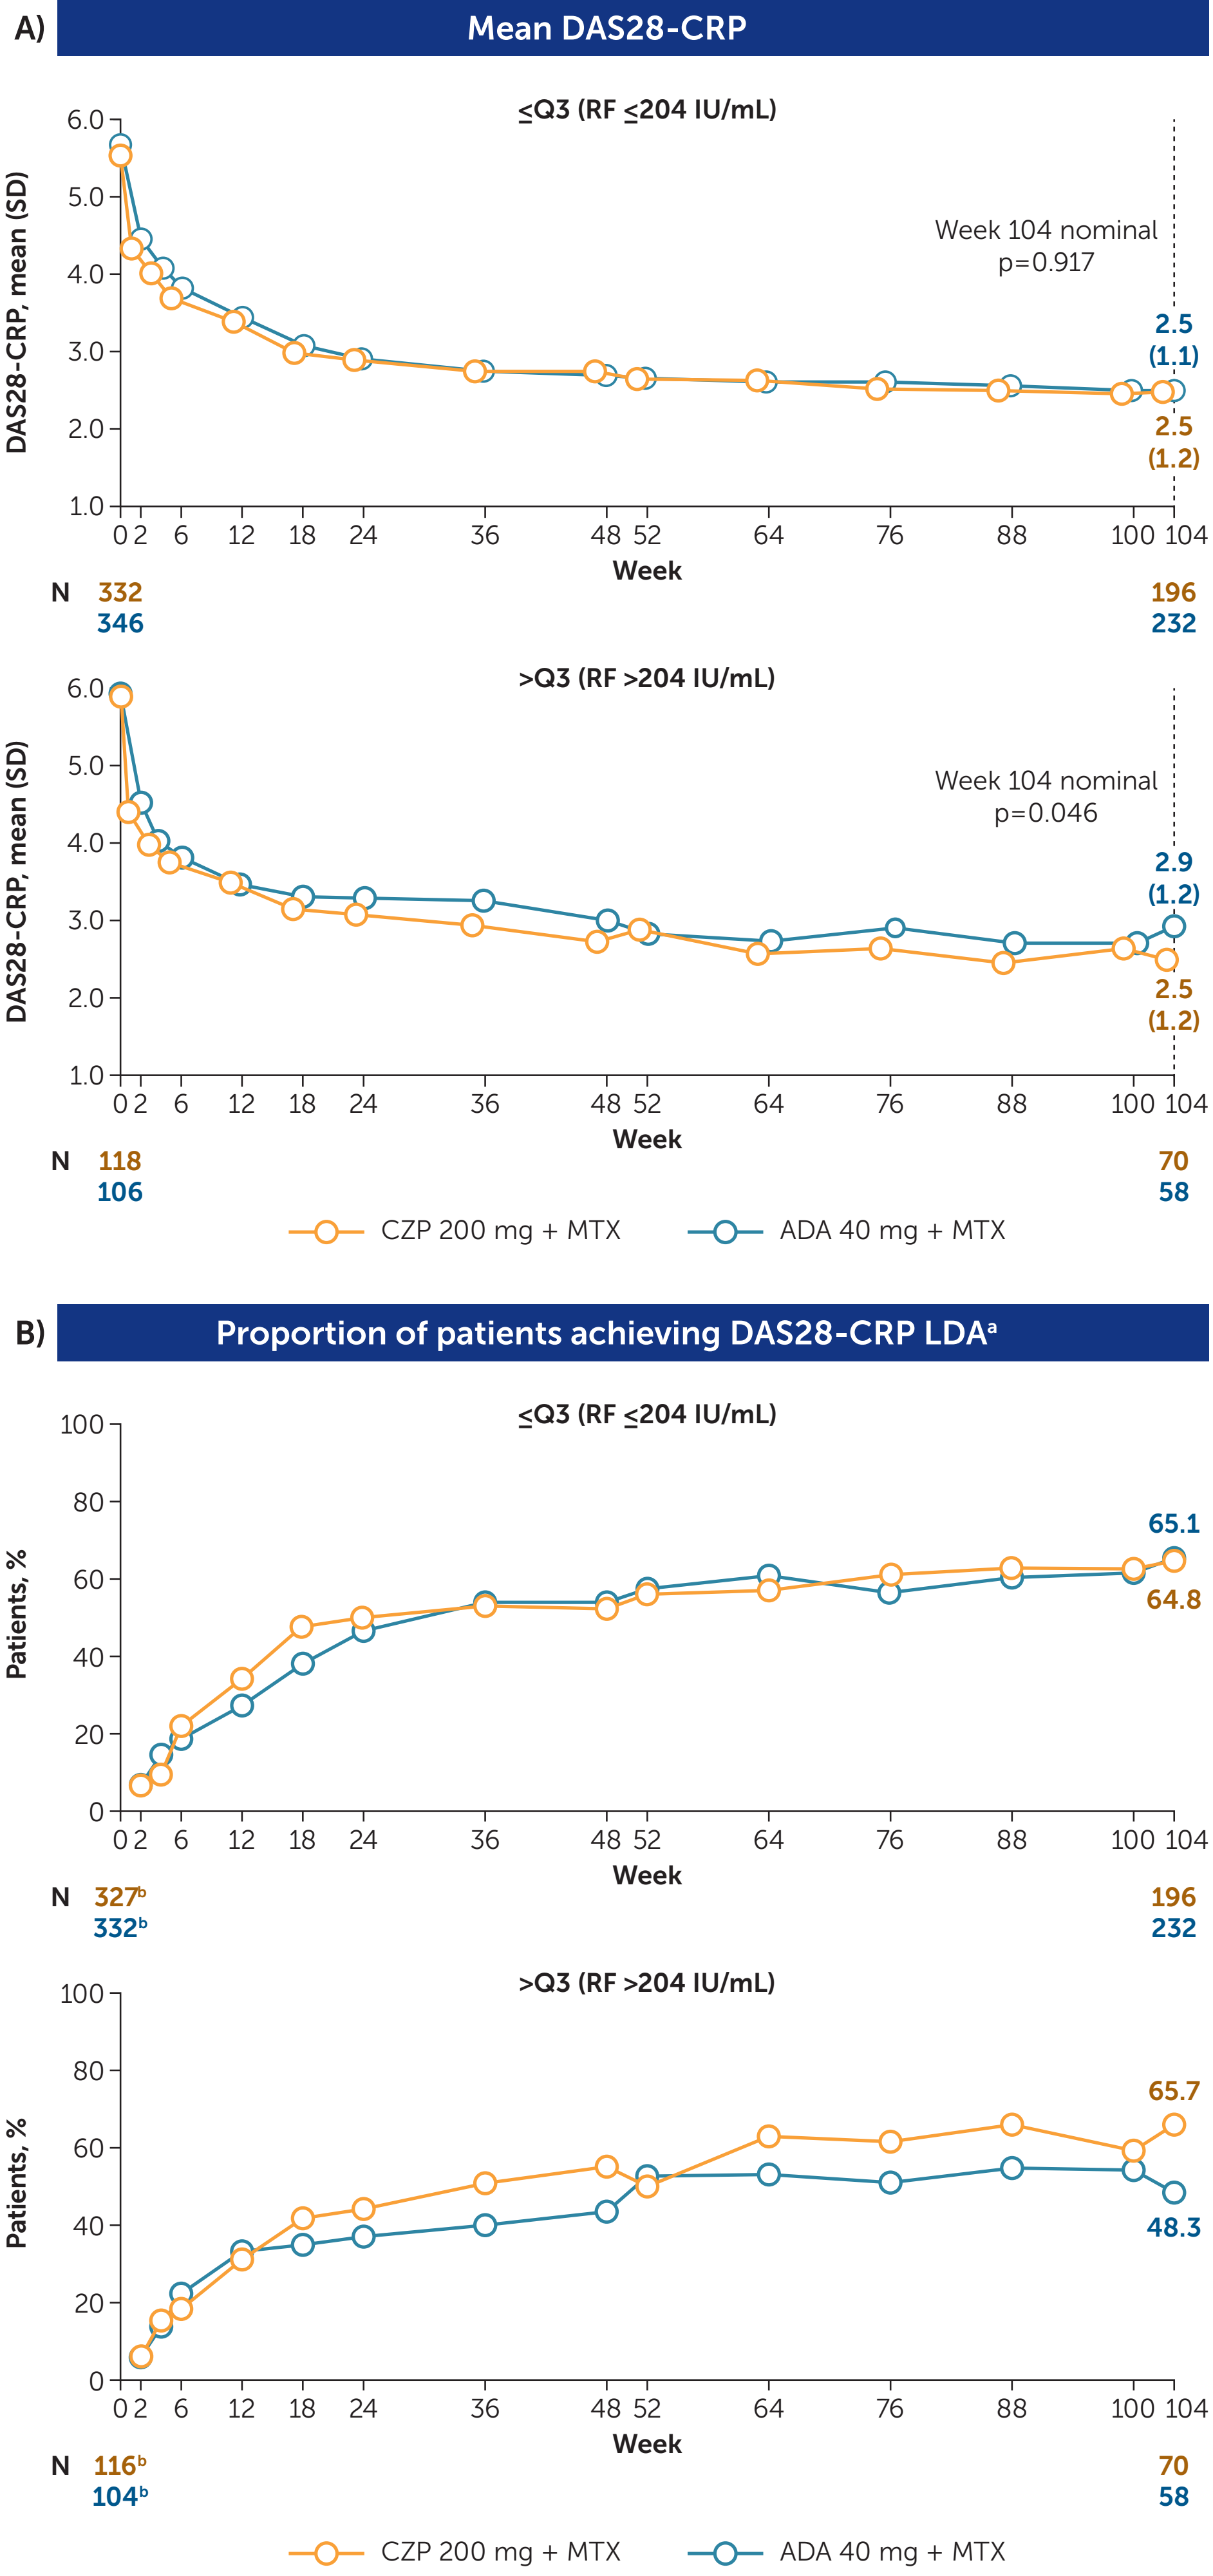 A) Mean DAS28-CRP
≤Q3 (RF ≤204 IU/mL)
DAS28-CRP, mean (SD)
6.0
5.0
4.0
3.0
2.0
1.0
Week 104 nominal
p=0.917
2.5
(1.1)
2.5
(1.2)
0 2 6 12 18 24 36 48 52 64 76 88 100 104
Week
N 332 196
346 232
>Q3 (RF >204 IU/mL)
DAS28-CRP, mean (SD)
6.0
5.0
4.0
3.0
2.0
1.0
Week 104 nominal
p=0.046
2.9
(1.2)
2.5
(1.2)
0 2 6 12 18 24 36 48 52 64 76 88 100 104
Week
N 118 70
106 58
CZP 200 mg + MTX ADA 40 mg + MTX
B) Proportion of patients achieving DAS28-CRP LDAᵃ
≤Q3 (RF ≤204 IU/mL)
Patients, %
100
80
60
40
20
0
65.1
64.8
0 2 6 12 18 24 36 48 52 64 76 88 100 104
Week
N 327ᵇ 196
332ᵇ 232
>Q3 (RF >204 IU/mL)
Patients, %
100
80
60
40
20
0
65.7
48.3
0 2 6 12 18 24 36 48 52 64 76 88 100 104
Week
N 116ᵇ 70
104ᵇ 58
CZP 200 mg + MTX ADA 40 mg + MTX